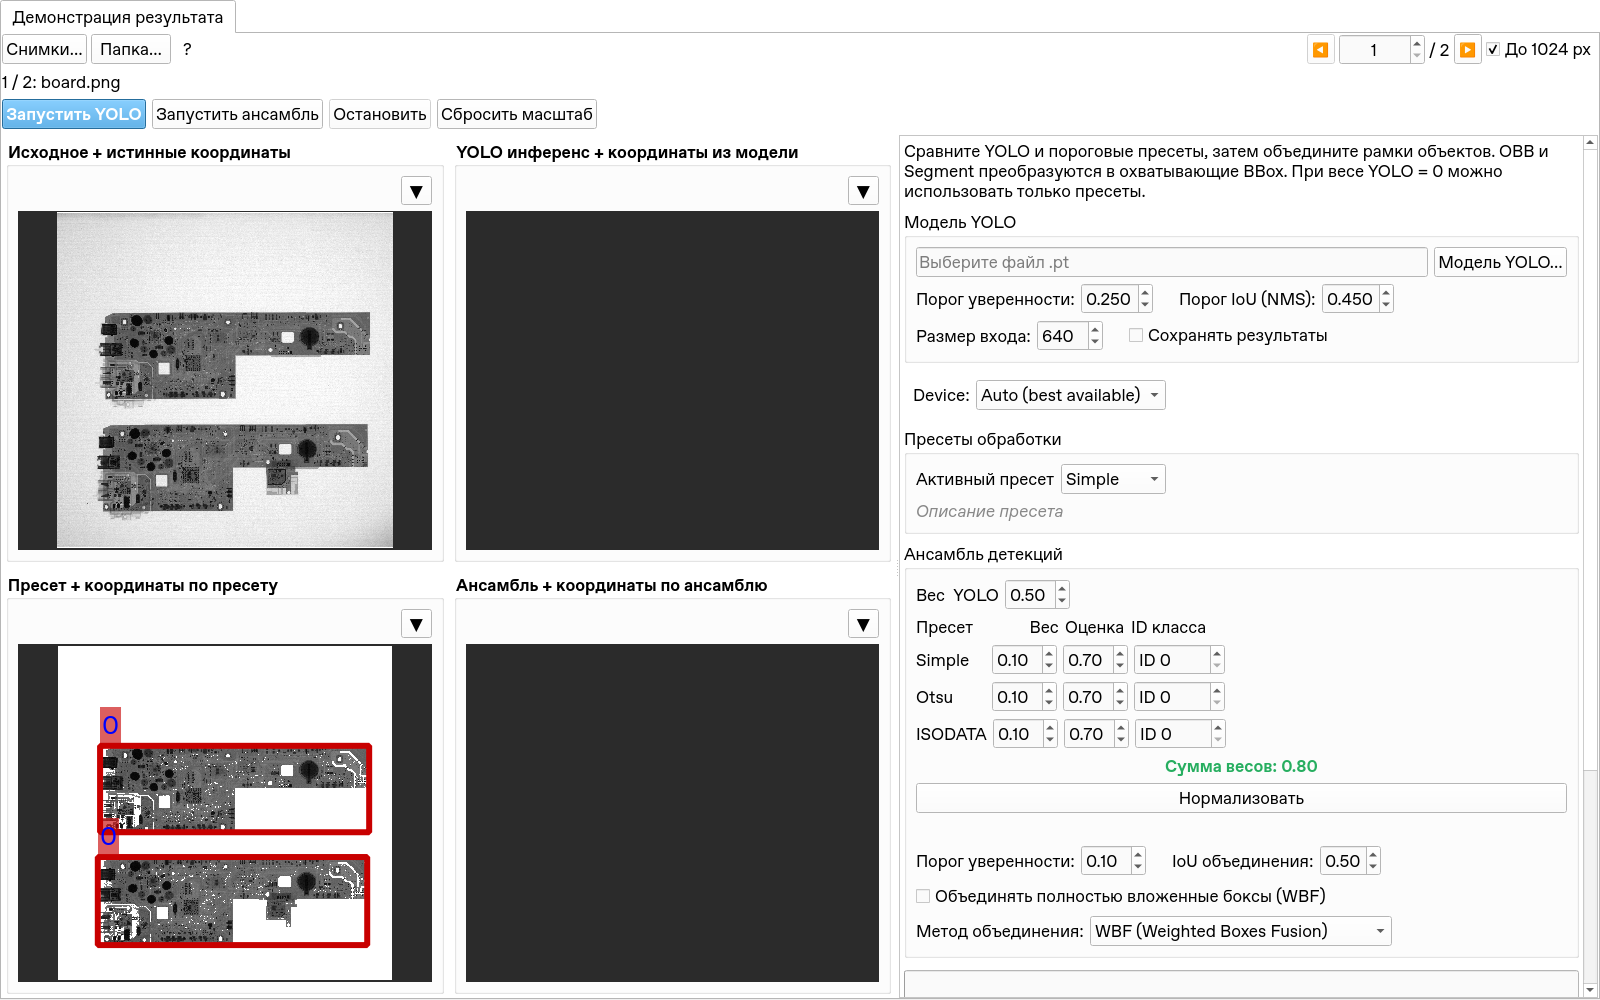 Демонстрация результата
Снимки... Папка... ? 1 / 2 До 1024 px
1 / 2: board.png
Запустить YOLO Запустить ансамбль Остановить Сбросить масштаб
Исходное + истинные координаты
YOLO инференс + координаты из модели
Пресет + координаты по пресету
0
0
Ансамбль + координаты по ансамблю
Сравните YOLO и пороговые пресеты, затем объедините рамки объектов. OBB и
Segment преобразуются в охватывающие BBox. При весе YOLO = 0 можно
использовать только пресеты.
Модель YOLO
Выберите файл .pt Модель YOLO...
Порог уверенности: 0.250 Порог IoU (NMS): 0.450
Размер входа: 640 Сохранять результаты
Device: Auto (best available)
Пресеты обработки
Активный пресет Simple
Описание пресета
Ансамбль детекций
Вес YOLO 0.50
Пресет Вес Оценка ID класса
Simple 0.10 0.70 ID 0
Otsu 0.10 0.70 ID 0
ISODATA 0.10 0.70 ID 0
Сумма весов: 0.80
Нормализовать
Порог уверенности: 0.10 IoU объединения: 0.50
Объединять полностью вложенные боксы (WBF)
Метод объединения: WBF (Weighted Boxes Fusion)